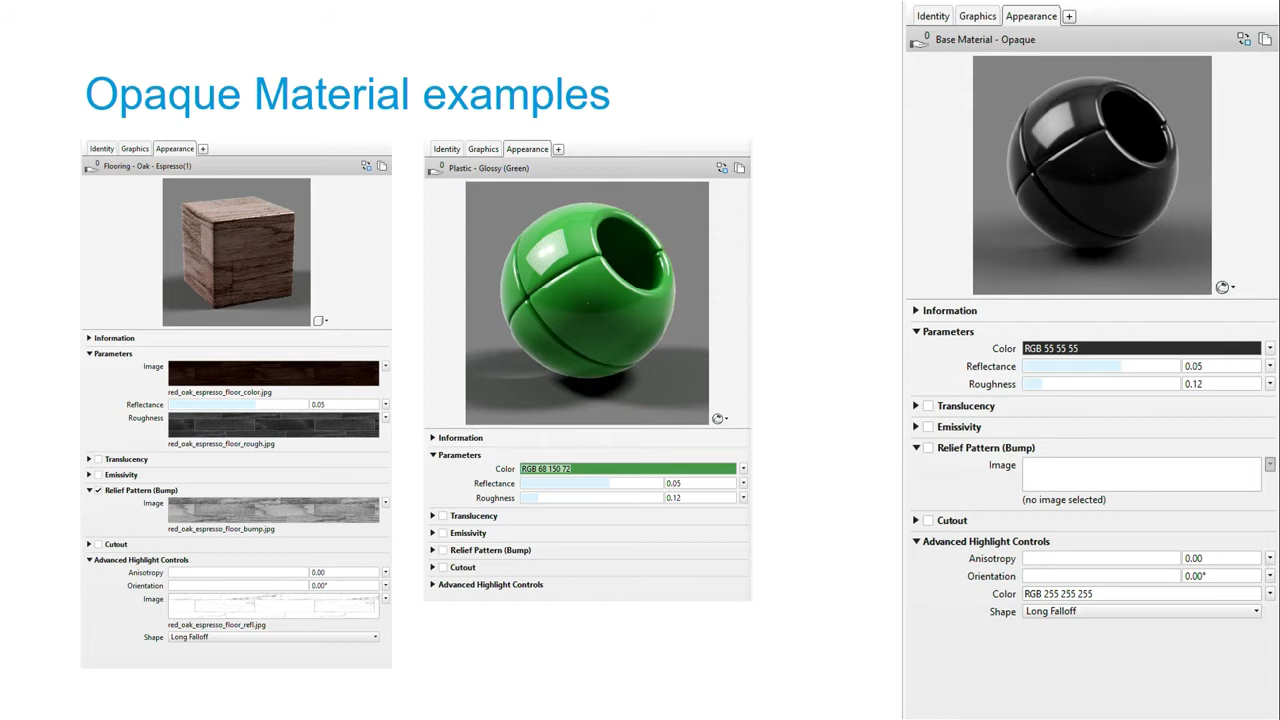 Opaque Material examples
Identity Graphics Appearance +
0 Flooring - Oak - Espresso(1)
Information
Parameters
Image
red_oak_espresso_floor_color.jpg
Reflectance 0.05
Roughness
red_oak_espresso_floor_rough.jpg
Translucency
Emissivity
Relief Pattern (Bump)
Image
red_oak_espresso_floor_bump.jpg
Cutout
Advanced Highlight Controls
Anisotropy 0.00
Orientation 0.00°
Image
red_oak_espresso_floor_refl.jpg
Shape Long Falloff
Identity Graphics Appearance +
0 Plastic - Glossy (Green)
Information
Parameters
Color RGB 68 150 72
Reflectance 0.05
Roughness 0.12
Translucency
Emissivity
Relief Pattern (Bump)
Cutout
Advanced Highlight Controls
Identity Graphics Appearance +
0 Base Material - Opaque
Information
Parameters
Color RGB 55 55 55
Reflectance 0.05
Roughness 0.12
Translucency
Emissivity
Relief Pattern (Bump)
Image
(no image selected)
Cutout
Advanced Highlight Controls
Anisotropy 0.00
Orientation 0.00°
Color RGB 255 255 255
Shape Long Falloff